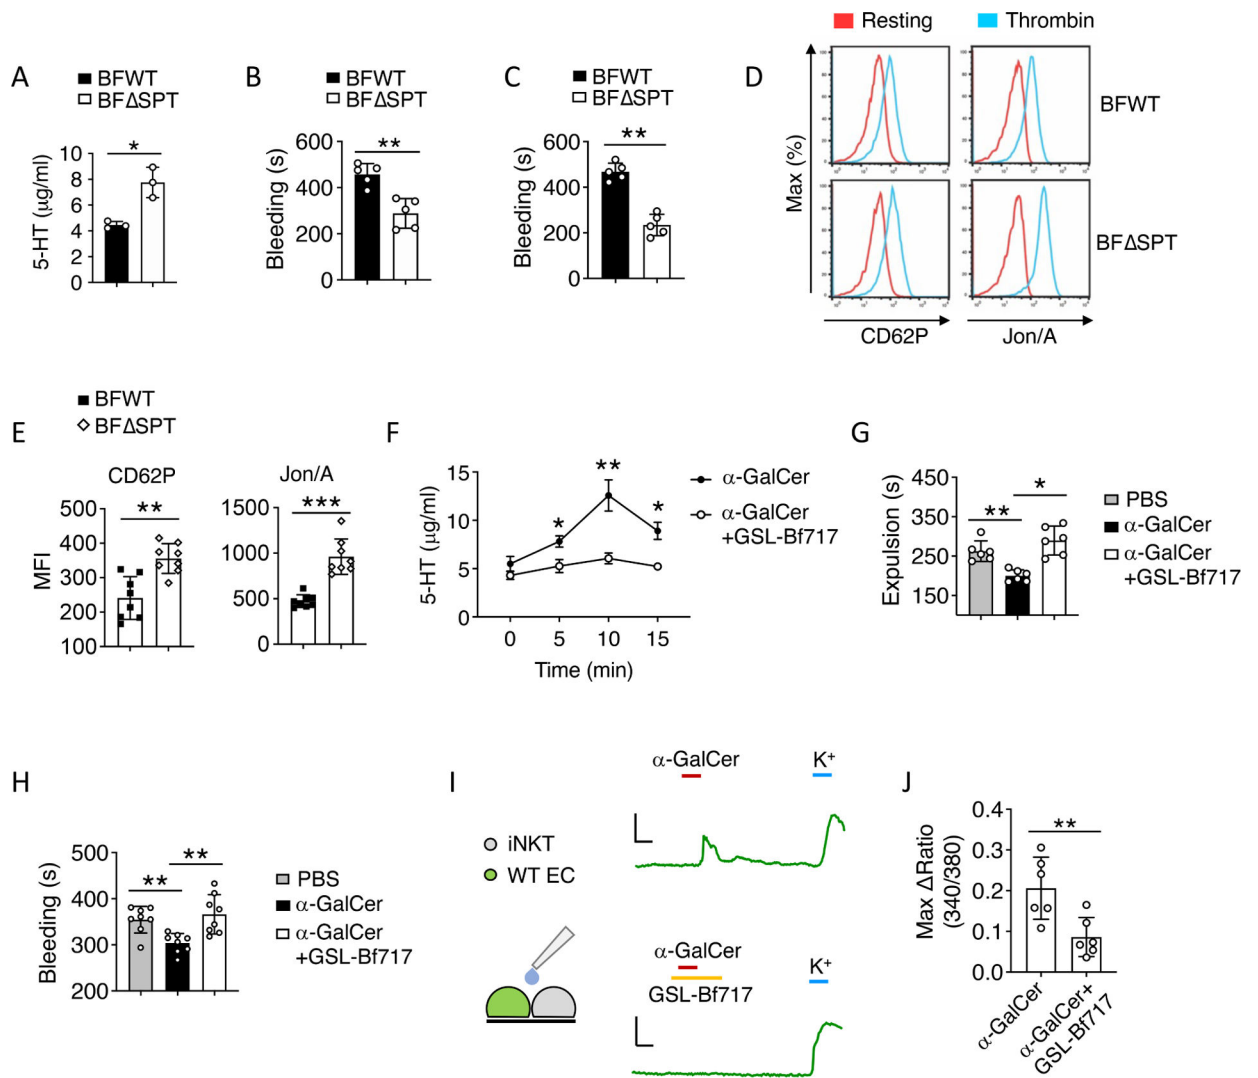 Resting Thrombin
A
BFWT
BFΔSPT
*
5-HT (μg/ml)
10
8
6
4
2
0
B
BFWT
BFΔSPT
**
Bleeding (s)
600
400
200
0
C
BFWT
BFΔSPT
**
Bleeding (s)
600
400
200
0
D
Max (%)
BFWT
BFΔSPT
CD62P
Jon/A
E
BFWT
BFΔSPT
CD62P
**
MFI
500
400
300
200
100
Jon/A
***
1500
1000
500
0
F
5-HT (μg/ml)
15
10
5
0
*
**
*
0 5 10 15
Time (min)
α-GalCer
α-GalCer
+GSL-Bf717
G
Expulsion (s)
450
350
250
150
**
*
PBS
α-GalCer
α-GalCer
+GSL-Bf717
H
Bleeding (s)
500
400
300
200
**
**
PBS
α-GalCer
α-GalCer
+GSL-Bf717
I
iNKT
WT EC
α-GalCer
K+
α-GalCer
GSL-Bf717
K+
J
Max ΔRatio
(340/380)
0.4
0.3
0.2
0.1
0.0
**
α-GalCer
α-GalCer+
GSL-Bf717